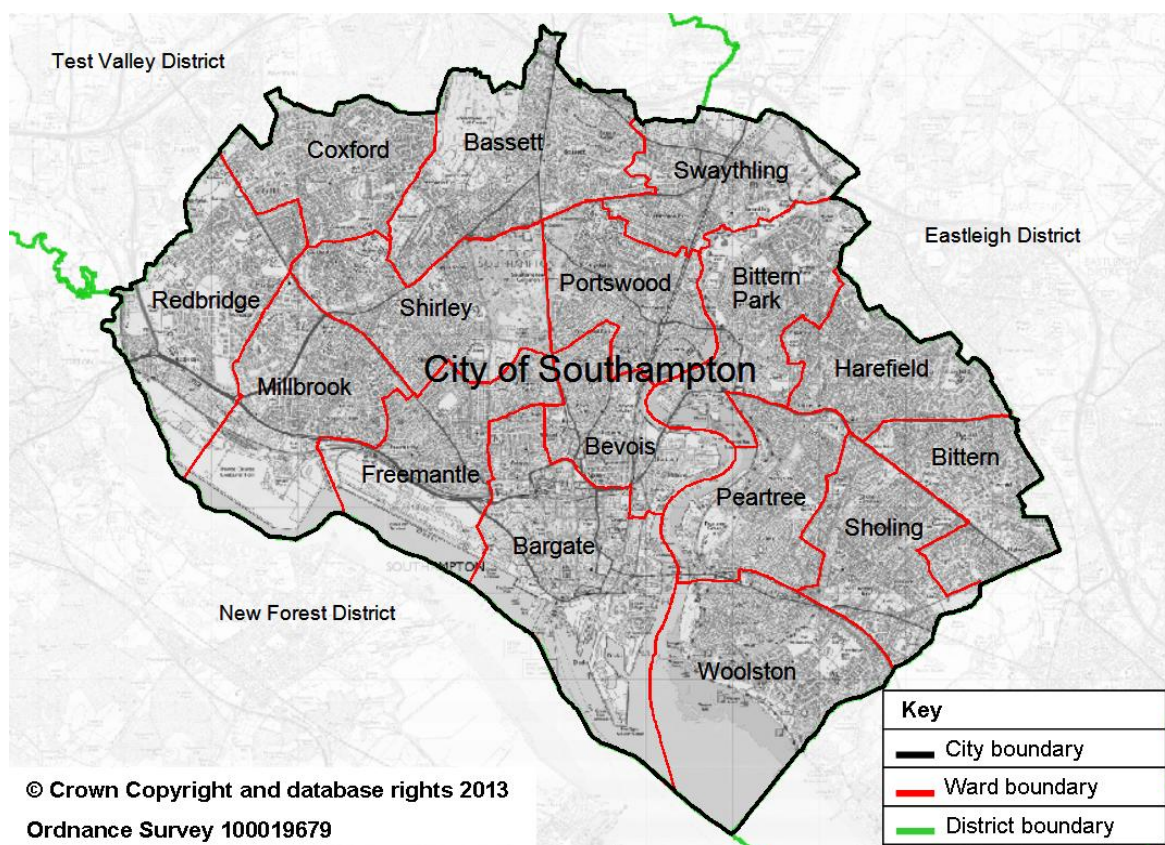 Test Valley District
Coxford
Bassett
Swaythling
Eastleigh District
Redbridge
Shirley
Portswood
Bittern
Park
Millbrook
City of Southampton
Harefield
Freemantle
Bevois
Bittern
Peartree
Sholing
Bargate
SOUTHAMPTON
New Forest District
Woolston
Key
City boundary
Ward boundary
District boundary
© Crown Copyright and database rights 2013
Ordnance Survey 100019679